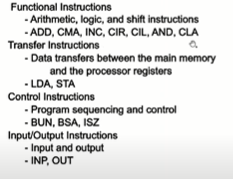 Functional Instructions
- Arithmetic, logic, and shift instructions
- ADD, CMA, INC, CIR, CIL, AND, CLA
Transfer Instructions
- Data transfers between the main memory
and the processor registers
- LDA, STA
Control Instructions
- Program sequencing and control
- BUN, BSA, ISZ
Input/Output Instructions
- Input and output
- INP, OUT